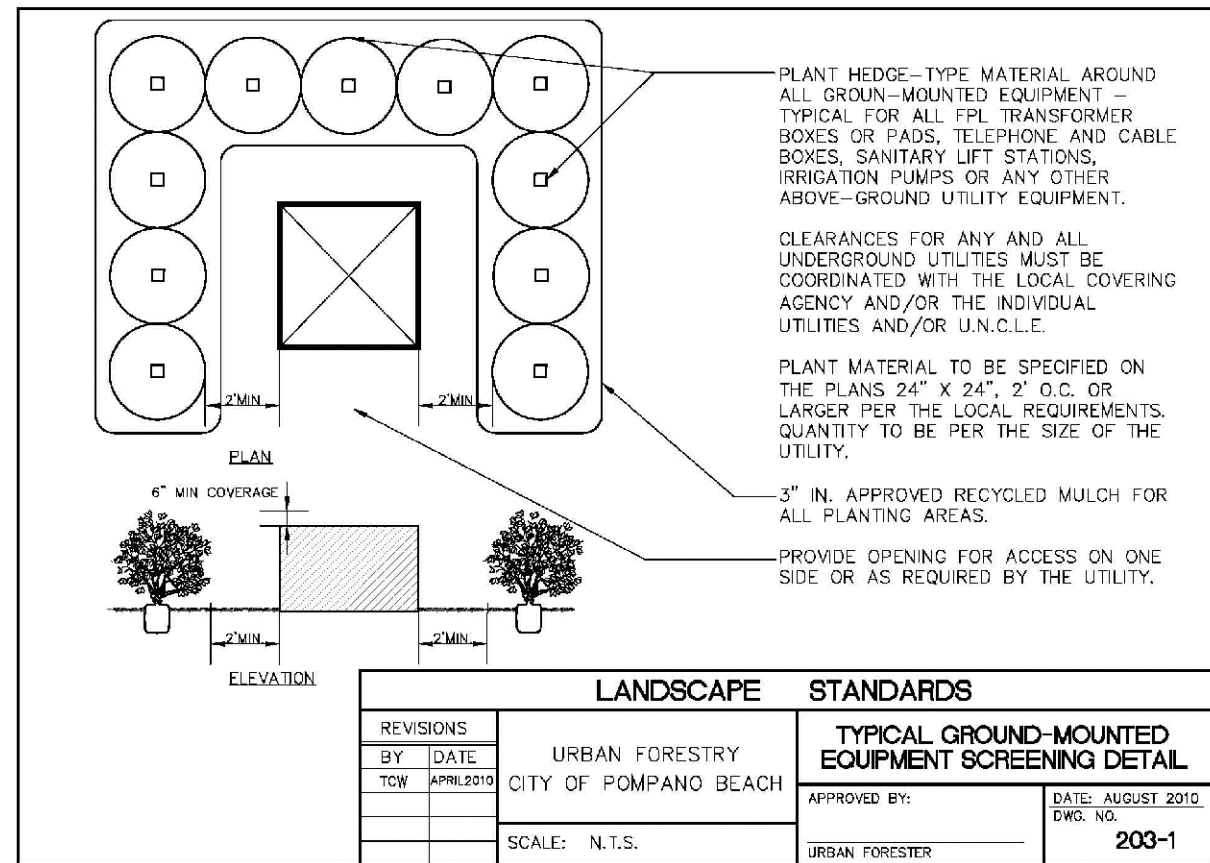 PLANT HEDGE-TYPE MATERIAL AROUND
ALL GROUN-MOUNTED EQUIPMENT -
TYPICAL FOR ALL FPL TRANSFORMER
BOXES OR PADS, TELEPHONE AND CABLE
BOXES, SANITARY LIFT STATIONS,
IRRIGATION PUMPS OR ANY OTHER
ABOVE-GROUND UTILITY EQUIPMENT.
CLEARANCES FOR ANY AND ALL
UNDERGROUND UTILITIES MUST BE
COORDINATED WITH THE LOCAL COVERING
AGENCY AND/OR THE INDIVIDUAL
UTILITIES AND/OR U.N.C.L.E.
PLANT MATERIAL TO BE SPECIFIED ON
THE PLANS 24" X 24", 2' O.C. OR
LARGER PER THE LOCAL REQUIREMENTS.
QUANTITY TO BE PER THE SIZE OF THE
UTILITY.
3" IN. APPROVED RECYCLED MULCH FOR
ALL PLANTING AREAS.
PROVIDE OPENING FOR ACCESS ON ONE
SIDE OR AS REQUIRED BY THE UTILITY.
2'MIN
2'MIN
PLAN
6" MIN COVERAGE
2'MIN.
2'MIN.
ELEVATION
LANDSCAPE STANDARDS
REVISIONS
BY DATE
TCW APRIL2010
URBAN FORESTRY
CITY OF POMPANO BEACH
SCALE: N.T.S.
TYPICAL GROUND-MOUNTED
EQUIPMENT SCREENING DETAIL
APPROVED BY:
URBAN FORESTER
DATE: AUGUST 2010
DWG. NO.
203-1